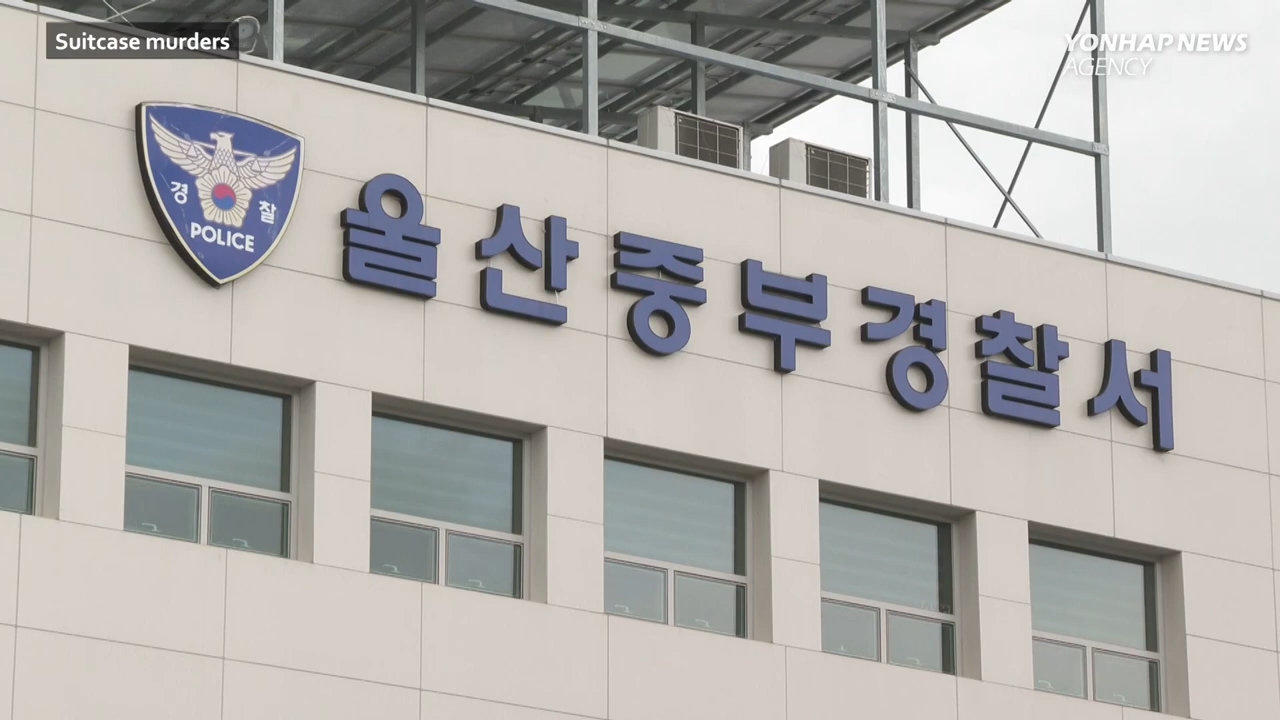 Suitcase murders
YONHAP NEWS
AGENCY
경찰
POLICE
울산중부경찰서